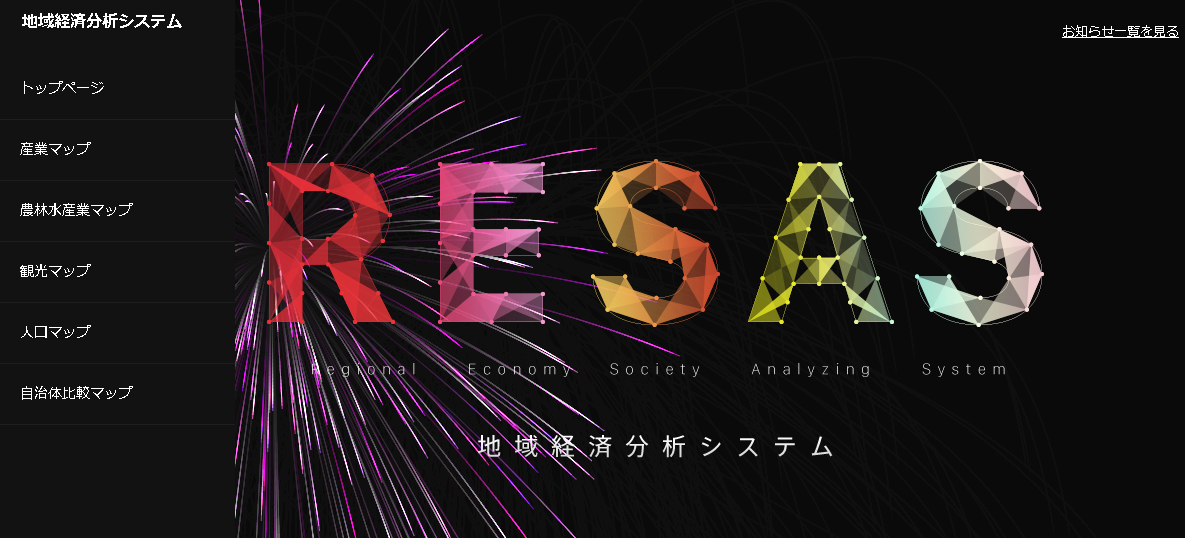 地域経済分析システム
お知らせ一覧を見る
トップページ
産業マップ
農林水産業マップ
観光マップ
人口マップ
自治体比較マップ
RESAS
Regional Economy Society Analyzing System
地域経済分析システム